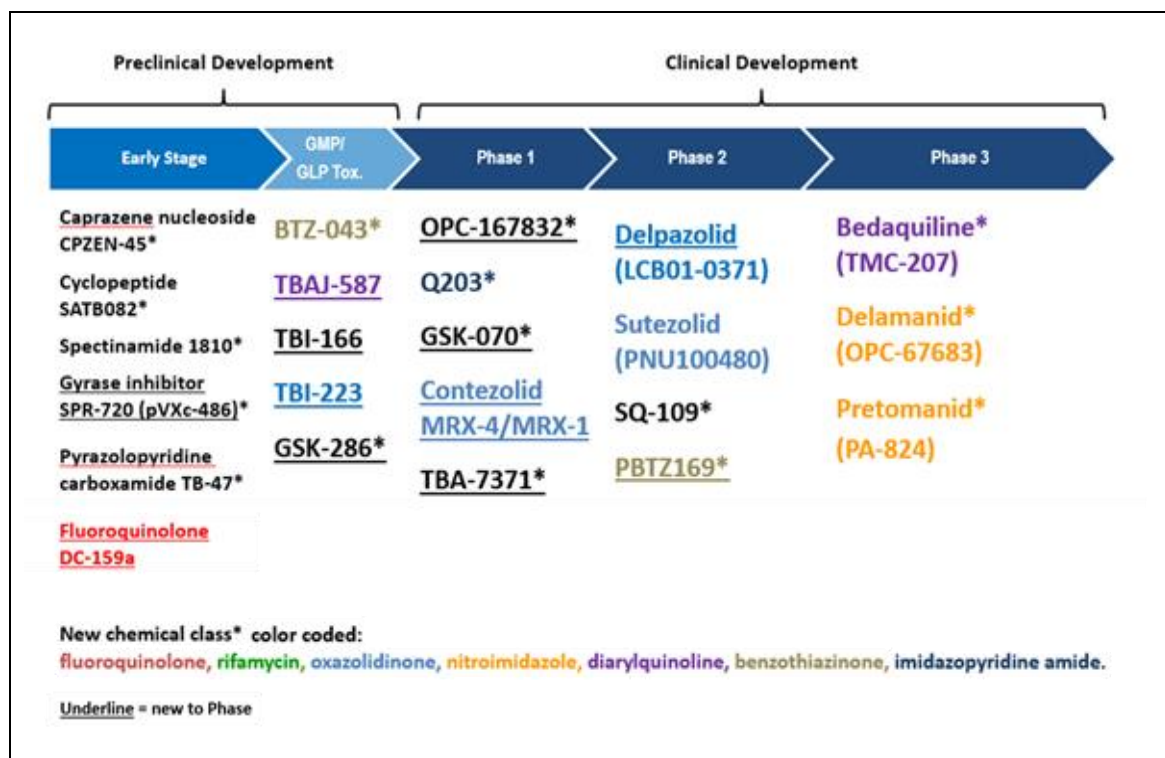 Preclinical Development
Clinical Development
Early Stage
GMP/
GLP Tox.
Phase 1
Phase 2
Phase 3
Caprazene nucleoside
CPZEN-45*
Cyclopeptide
SATB082*
Spectinamide 1810*
Gyrase inhibitor
SPR-720 (pVXc-486)*
Pyrazolopyridine
carboxamide TB-47*
Fluoroquinolone
DC-159a
BTZ-043*
TBAJ-587
TBI-166
TBI-223
GSK-286*
OPC-167832*
Q203*
GSK-070*
Contezolid
MRX-4/MRX-1
TBA-7371*
Delpazolid
(LCB01-0371)
Sutezolid
(PNU100480)
SQ-109*
PBTZ169*
Bedaquiline*
(TMC-207)
Delamanid*
(OPC-67683)
Pretomanid*
(PA-824)
New chemical class* color coded:
fluoroquinolone, rifamycin, oxazolidinone, nitroimidazole, diarylquinoline, benzothiazinone, imidazopyridine amide.
Underline = new to Phase